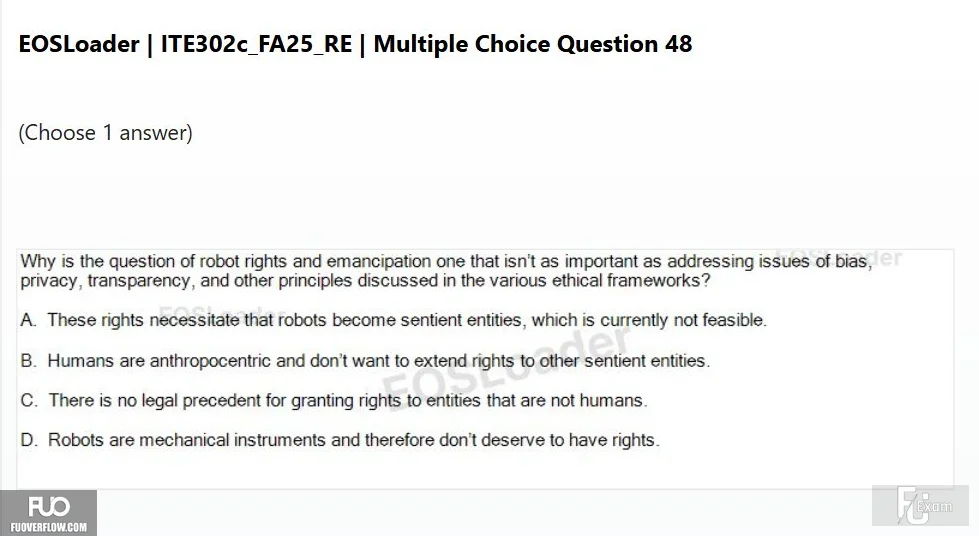 EOSLoader | ITE302c_FA25_RE | Multiple Choice Question 48
(Choose 1 answer)
EOSLoader
Why is the question of robot rights and emancipation one that isn't as important as addressing issues of bias,
privacy, transparency, and other principles discussed in the various ethical frameworks?
EOSLoader
A. These rights necessitate that robots become sentient entities, which is currently not feasible.
B. Humans are anthropocentric and don't want to extend rights to other sentient entities.
EOSLoader
C. There is no legal precedent for granting rights to entities that are not humans.
D. Robots are mechanical instruments and therefore don't deserve to have rights.
FUO
FUOVERFLOW.COM
Exam